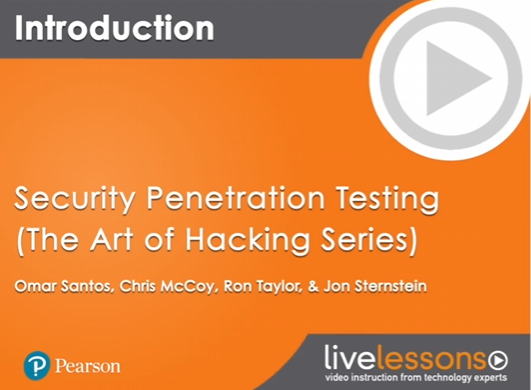 Introduction
Security Penetration Testing
(The Art of Hacking Series)
Omar Santos, Chris McCoy, Ron Taylor, & Jon Sternstein
P Pearson
livelessons
video instruction from technology experts